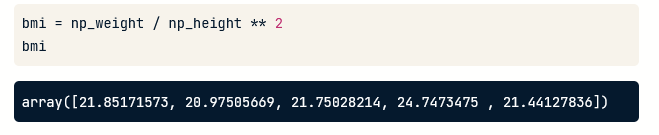 bmi = np_weight / np_height ** 2
bmi
array([21.85171573, 20.97505669, 21.75028214, 24.7473475 , 21.44127836])